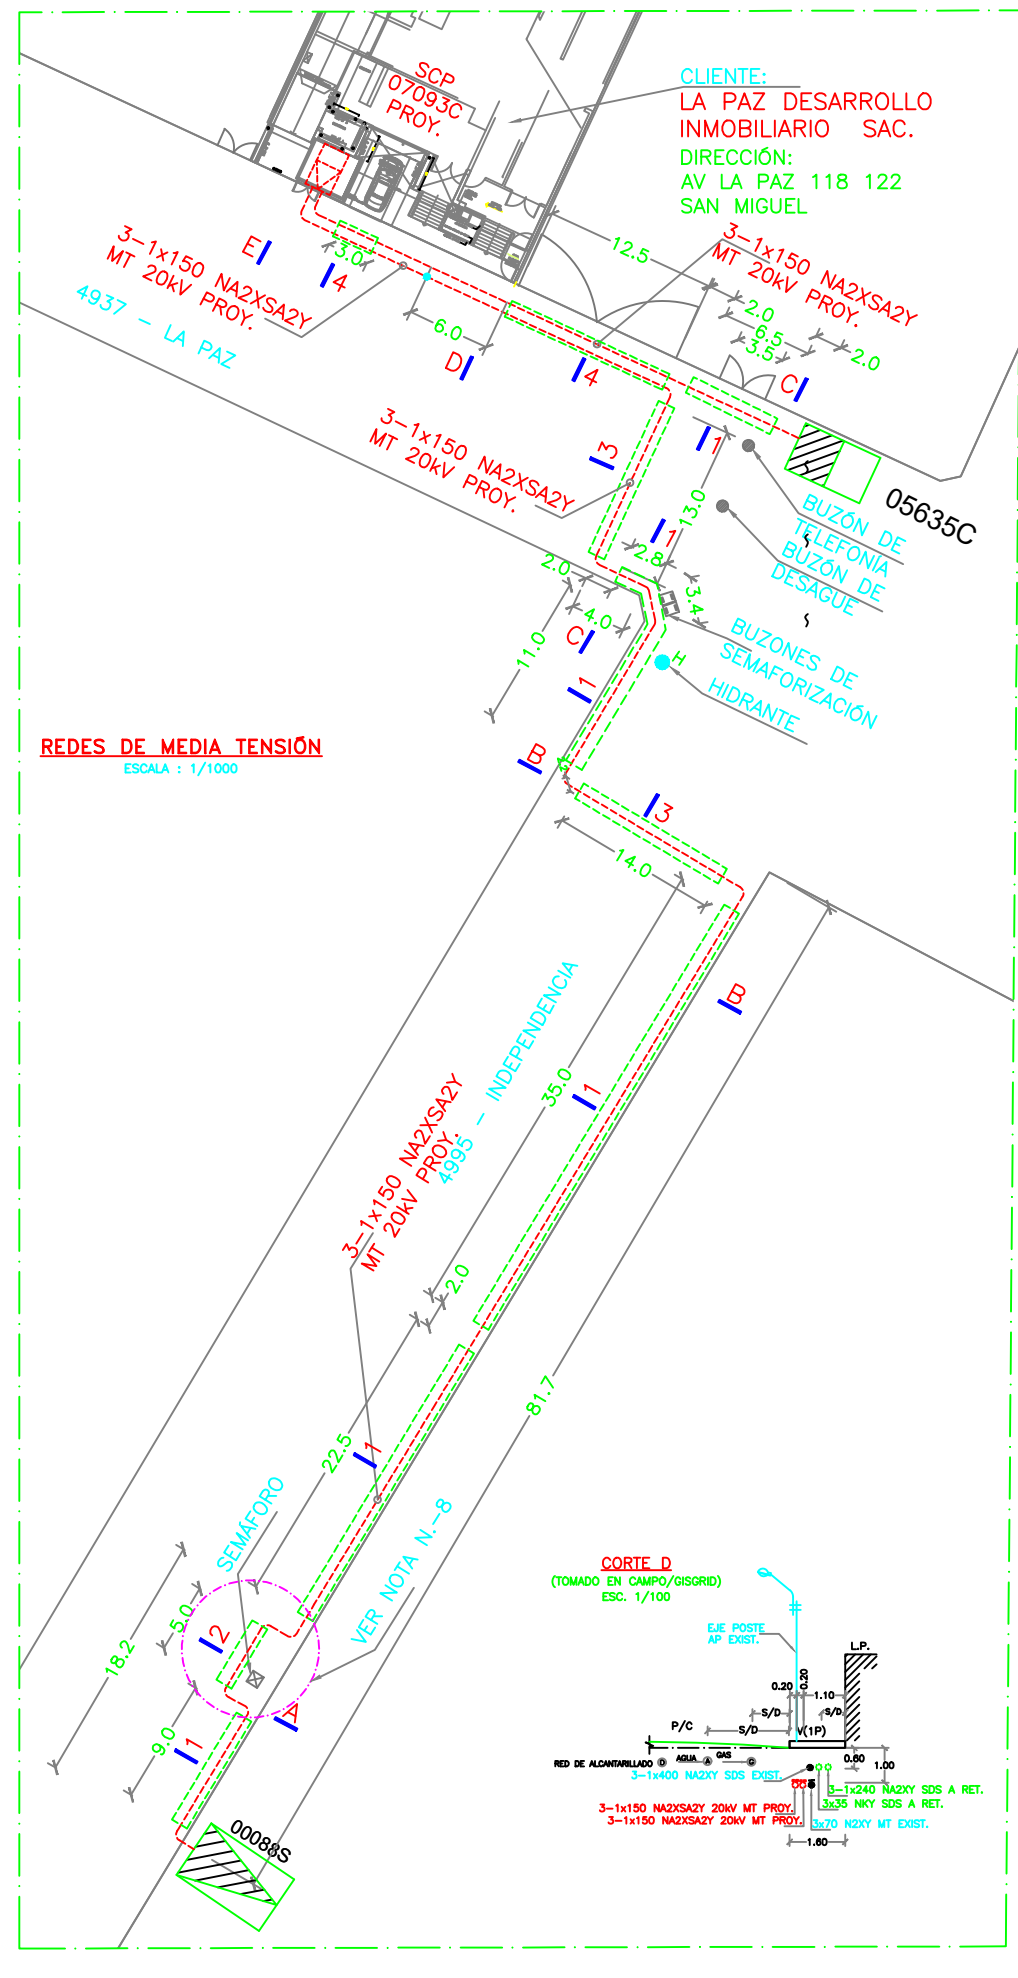 SCP
07093C
PROY.
CLIENTE:
LA PAZ DESARROLLO
INMOBILIARIO SAC.
DIRECCIÓN:
AV LA PAZ 118 122
SAN MIGUEL
3-1x150 NA2XSA2Y
MT 20kV PROY.
E
3.0
4
12.5
3-1x150 NA2XSA2Y
MT 20kV PROY.
4937 - LA PAZ
6.0
D
4
2.0
6.5
3.5
2.0
C
3-1x150 NA2XSA2Y
MT 20kV PROY.
3
1
13.0
05635C
BUZÓN DE
TELEFONÍA
BUZÓN DE
DESAGUE
1
2.8
2.0
3.4
4.0
C
11.0
BUZONES DE
SEMAFORIZACIÓN
H
HIDRANTE
1
REDES DE MEDIA TENSIÓN
ESCALA : 1/1000
B
3
14.0
B
4995 - INDEPENDENCIA
35.0
1
3-1x150 NA2XSA2Y
MT 20kV PROY.
2.0
81.7
22.5
1
SEMÁFORO
VER NOTA N.-8
5.0
2
18.2
A
9.0
1
00088S
CORTE D
(TOMADO EN CAMPO/GISGRID)
ESC. 1/100
EJE POSTE
AP EXIST.
L.P.
0.20
0.20
1.10
S/D
S/D
P/C
S/D
V(1P)
RED DE ALCANTARILLADO D AGUA A GAS G
0.60
1.00
3-1x400 NA2XY SDS EXIST.
3-1x240 NA2XY SDS A RET.
3x35 NKY SDS A RET.
3-1x150 NA2XSA2Y 20kV MT PROY.
3-1x150 NA2XSA2Y 20kV MT PROY.
3x70 N2XY MT EXIST.
1.60